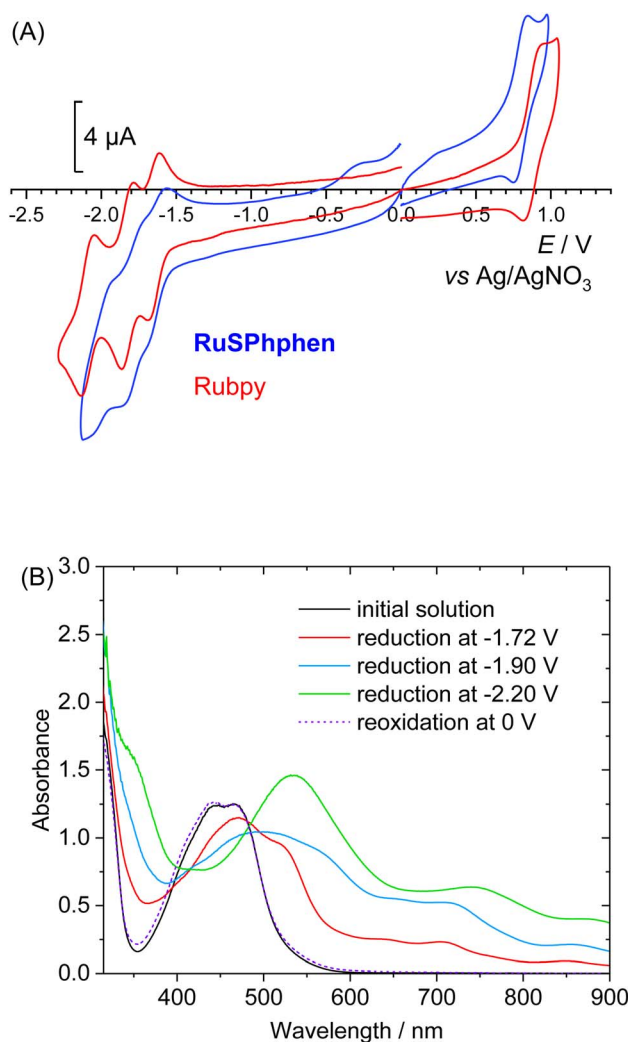 (A)
4 µA
-2.5 -2.0 -1.5 -1.0 -0.5 0.0 0.5 1.0
E / V
vs Ag/AgNO₃
RuSPhphen
Rubpy
(B)
3.0
initial solution
2.5
reduction at -1.72 V
reduction at -1.90 V
2.0
reduction at -2.20 V
reoxidation at 0 V
1.5
Absorbance
1.0
0.5
0.0
400 500 600 700 800 900
Wavelength / nm